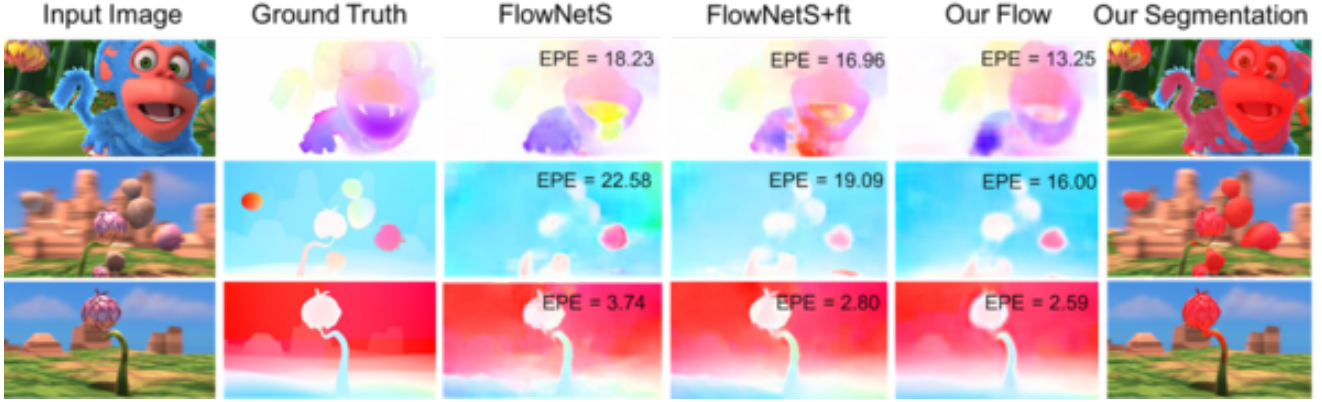 Input Image Ground Truth FlowNetS FlowNetS+ft Our Flow Our Segmentation
EPE = 18.23 EPE = 16.96 EPE = 13.25
EPE = 22.58 EPE = 19.09 EPE = 16.00
EPE = 3.74 EPE = 2.80 EPE = 2.59